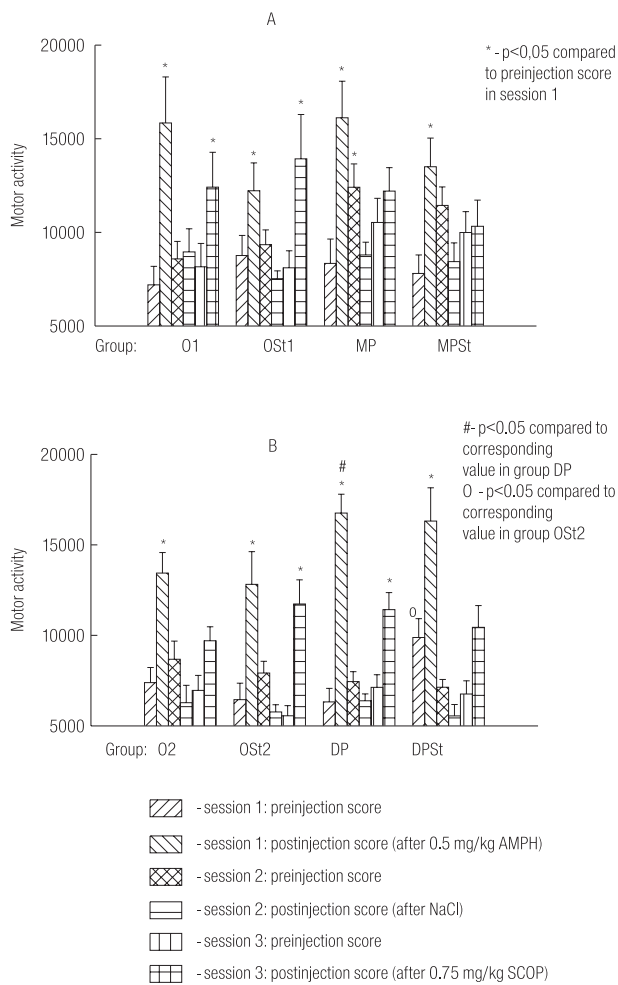 A
20000
15000
10000
5000
Motor activity
* - p<0,05 compared
to preinjection score
in session 1
* * * * * * *
Group: O1 OSt1 MP MPSt
B
20000
15000
10000
5000
Motor activity
#- p<0.05 compared to
corresponding
value in group DP
O - p<0.05 compared to
corresponding
value in group OSt2
#
* * * * * *
O
Group: O2 OSt2 DP DPSt
- session 1: preinjection score
- session 1: postinjection score (after 0.5 mg/kg AMPH)
- session 2: preinjection score
- session 2: postinjection score (after NaCl)
- session 3: preinjection score
- session 3: postinjection score (after 0.75 mg/kg SCOP)